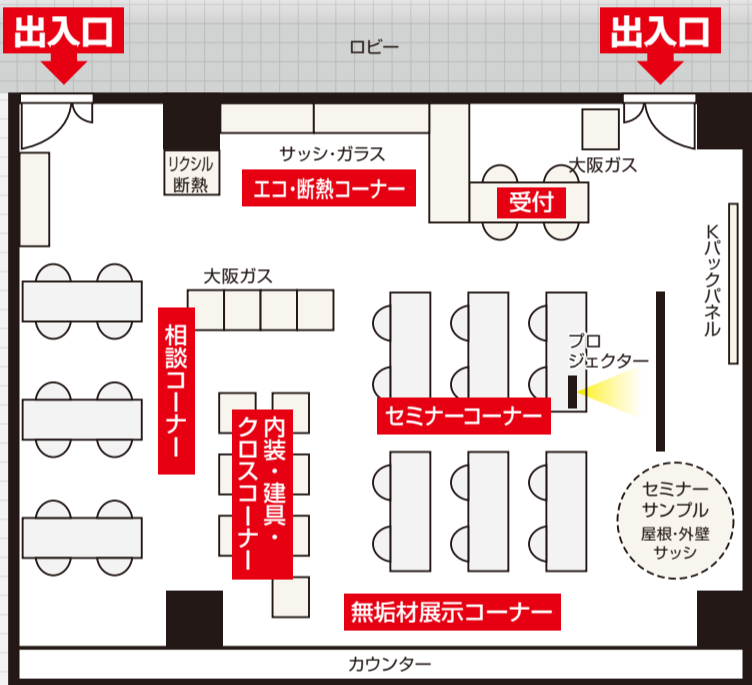 出入口
出入口
ロビー
リクシル
断熱
サッシ・ガラス
エコ・断熱コーナー
受付
大阪ガス
Kパックパネル
大阪ガス
相談コーナー
内装・建具・
クロスコーナー
プロ
ジェクター
セミナーコーナー
セミナー
サンプル
屋根・外壁
サッシ
無垢材展示コーナー
カウンター